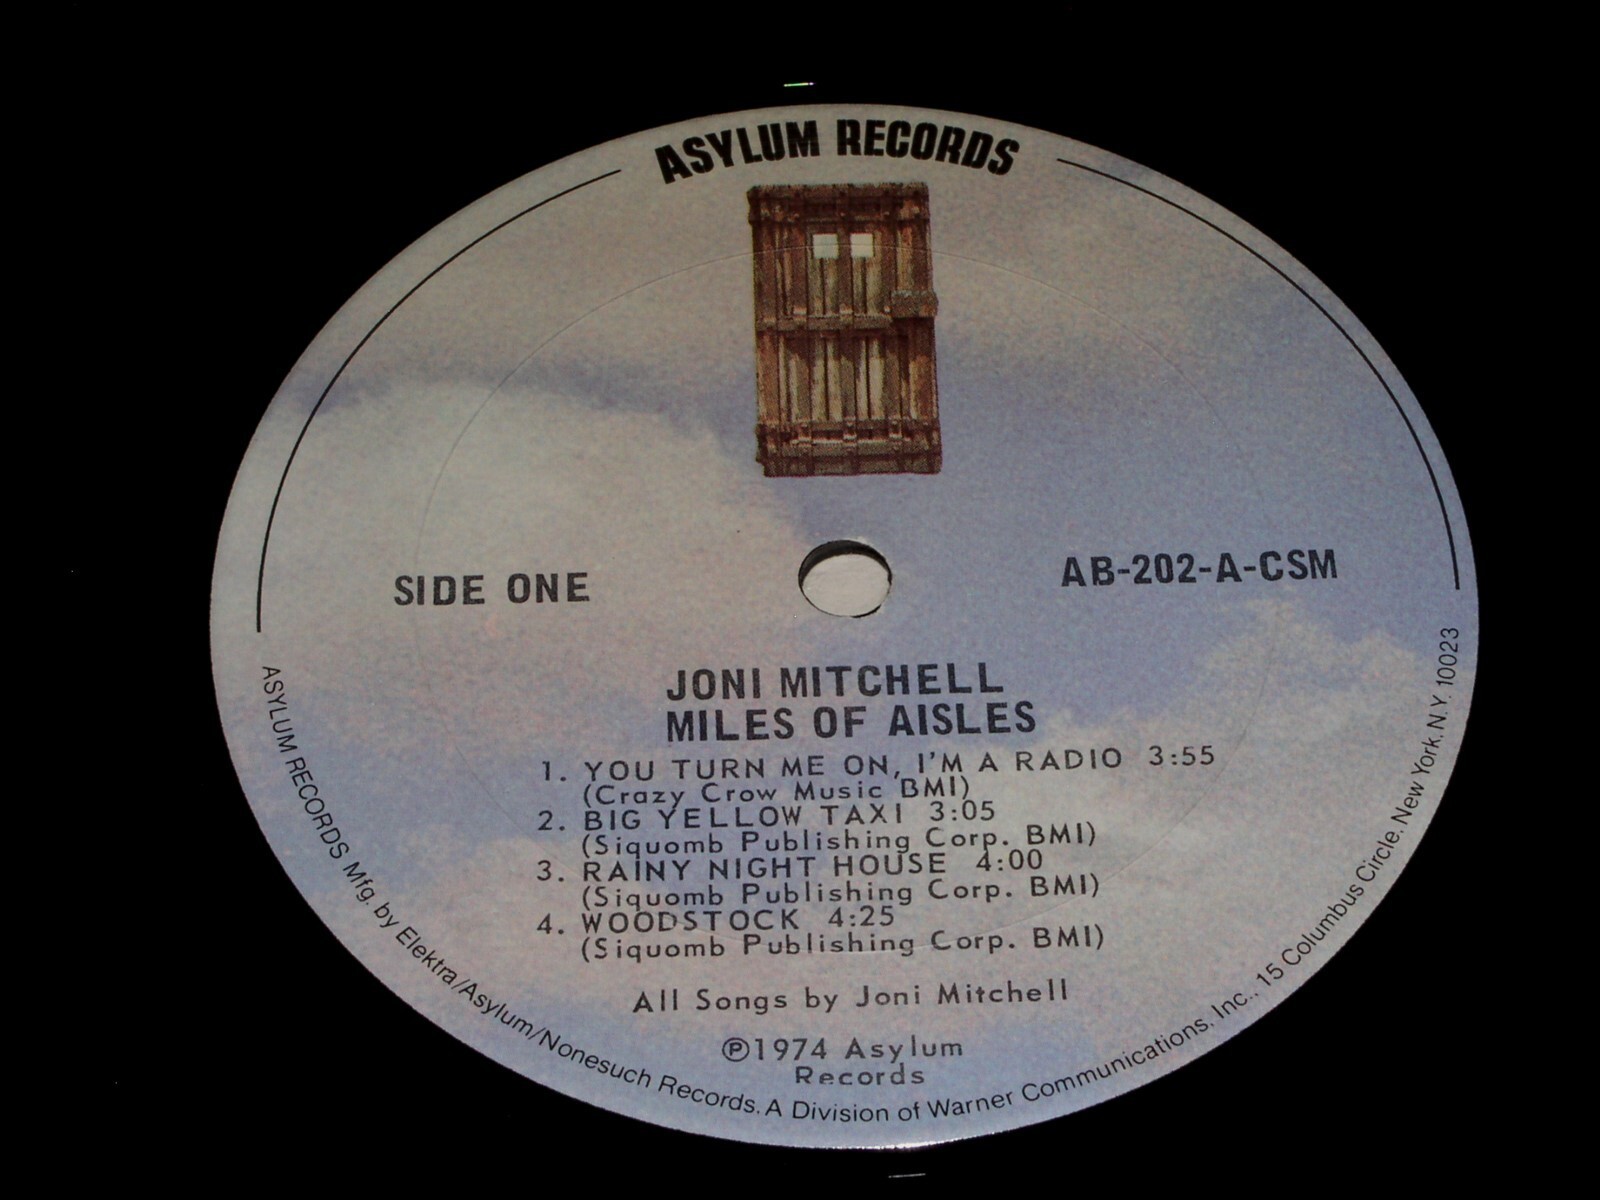 ASYLUM RECORDS
SIDE ONE
AB-202-A-CSM
JONI MITCHELL
MILES OF AISLES
1. YOU TURN ME ON, I'M A RADIO 3:55
(Crazy Crow Music BMI)
2. BIG YELLOW TAXI 3:05
(Siquomb Publishing Corp. BMI)
3. RAINY NIGHT HOUSE 4:00
(Siquomb Publishing Corp. BMI)
4. WOODSTOCK 4:25
(Siquomb Publishing Corp. BMI)
All Songs by Joni Mitchell
℗1974 Asylum
Records
ASYLUM RECORDS Mfg. by Elektra/Asylum/Nonesuch Records. A Division of Warner Communications, Inc., 15 Columbus Circle, New York, N.Y. 10023